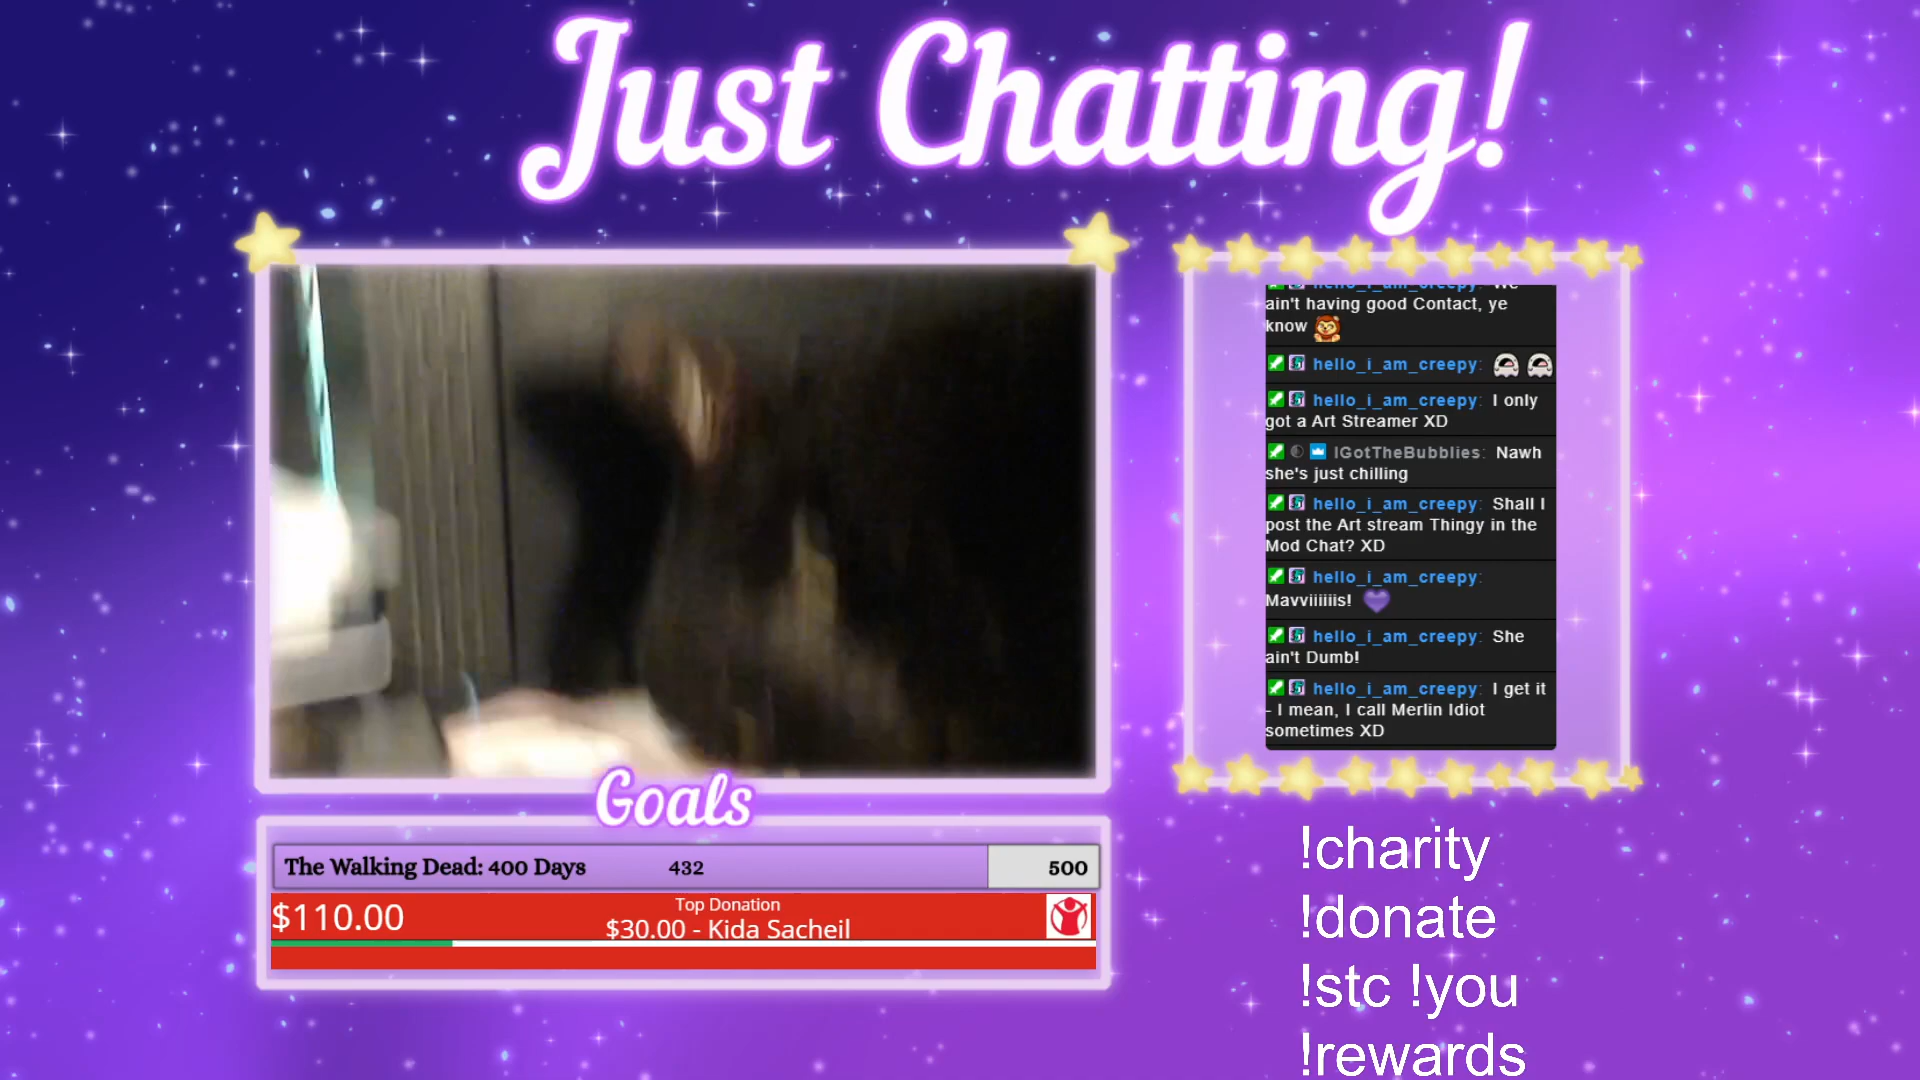 Just Chatting!
hello_i_am_creepy: We
ain't having good Contact, ye
know
hello_i_am_creepy:
hello_i_am_creepy: I only
got a Art Streamer XD
IGotTheBubblies: Nawh
she's just chilling
hello_i_am_creepy: Shall I
post the Art stream Thingy in the
Mod Chat? XD
hello_i_am_creepy:
Mavviiiiiis!
hello_i_am_creepy: She
ain't Dumb!
hello_i_am_creepy: I get it
- I mean, I call Merlin Idiot
sometimes XD
Goals
The Walking Dead: 400 Days 432 500
$110.00
Top Donation
$30.00 - Kida Sacheil
!charity
!donate
!stc !you
!rewards